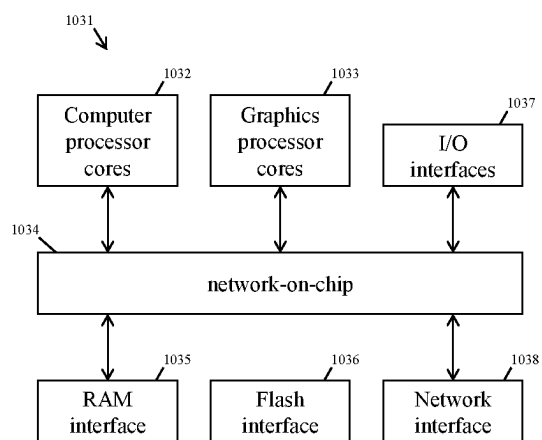 1031
1032
Computer
processor
cores
1033
Graphics
processor
cores
1037
I/O
interfaces
1034
network-on-chip
1035
RAM
interface
1036
Flash
interface
1038
Network
interface